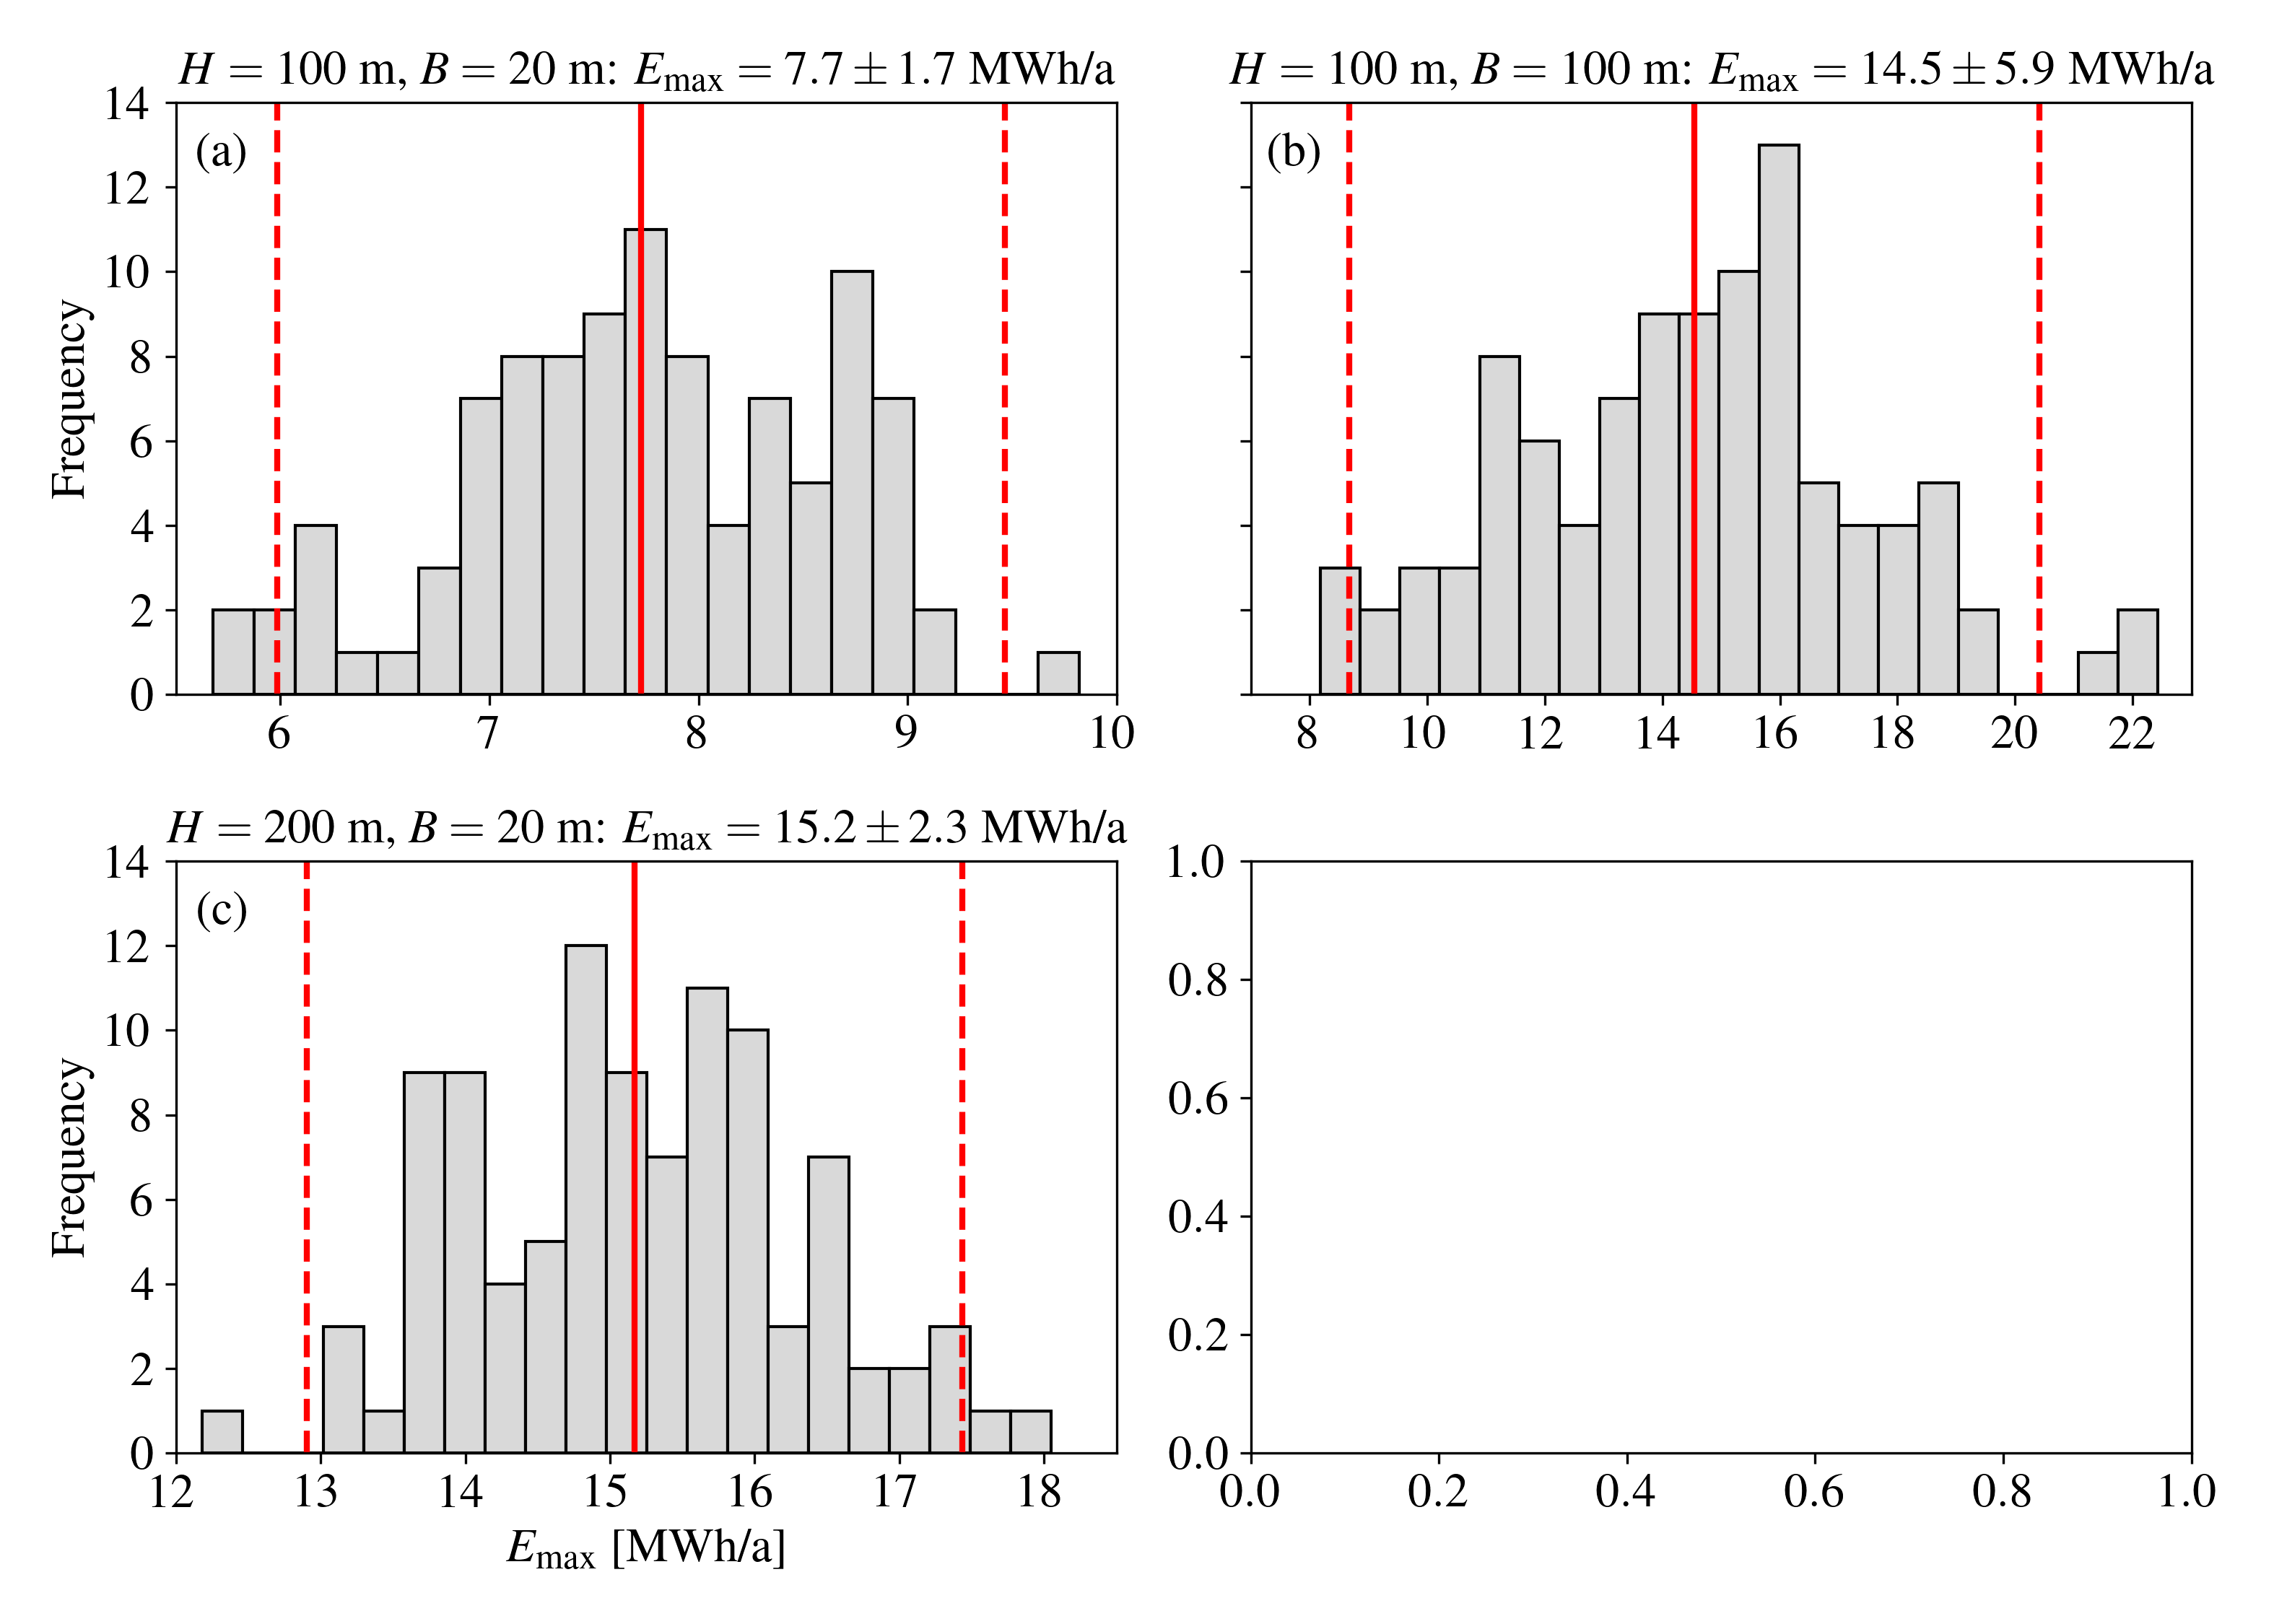 H = 100 m, B = 20 m: Emax = 7.7 ± 1.7 MWh/a
(a)
Frequency
14
12
10
8
6
4
2
0
6 7 8 9 10
H = 100 m, B = 100 m: Emax = 14.5 ± 5.9 MWh/a
(b)
8 10 12 14 16 18 20 22
H = 200 m, B = 20 m: Emax = 15.2 ± 2.3 MWh/a
(c)
Frequency
14
12
10
8
6
4
2
0
12 13 14 15 16 17 18
Emax [MWh/a]
1.0
0.8
0.6
0.4
0.2
0.0
0.0 0.2 0.4 0.6 0.8 1.0